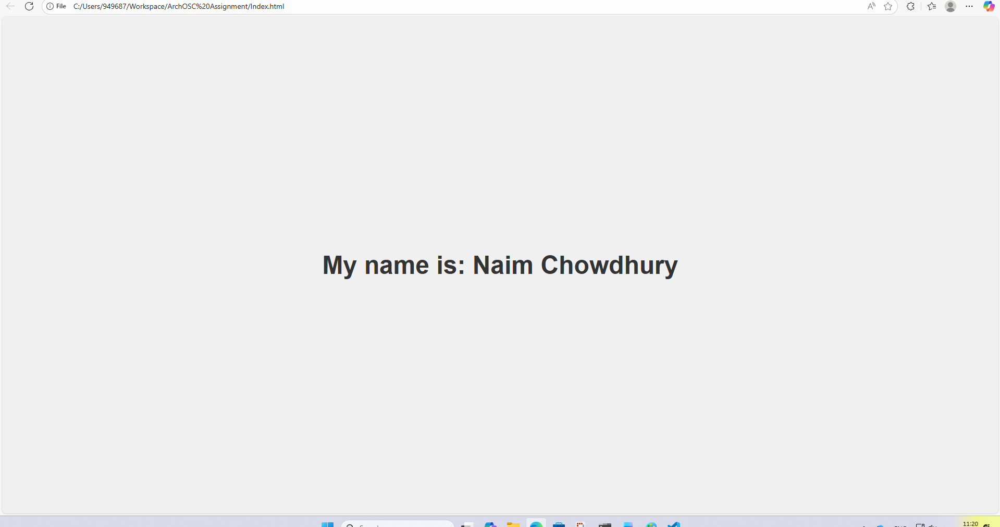 File C:/Users/949687/Workspace/ArchOSC%20Assignment/Index.html
My name is: Naim Chowdhury
11:20